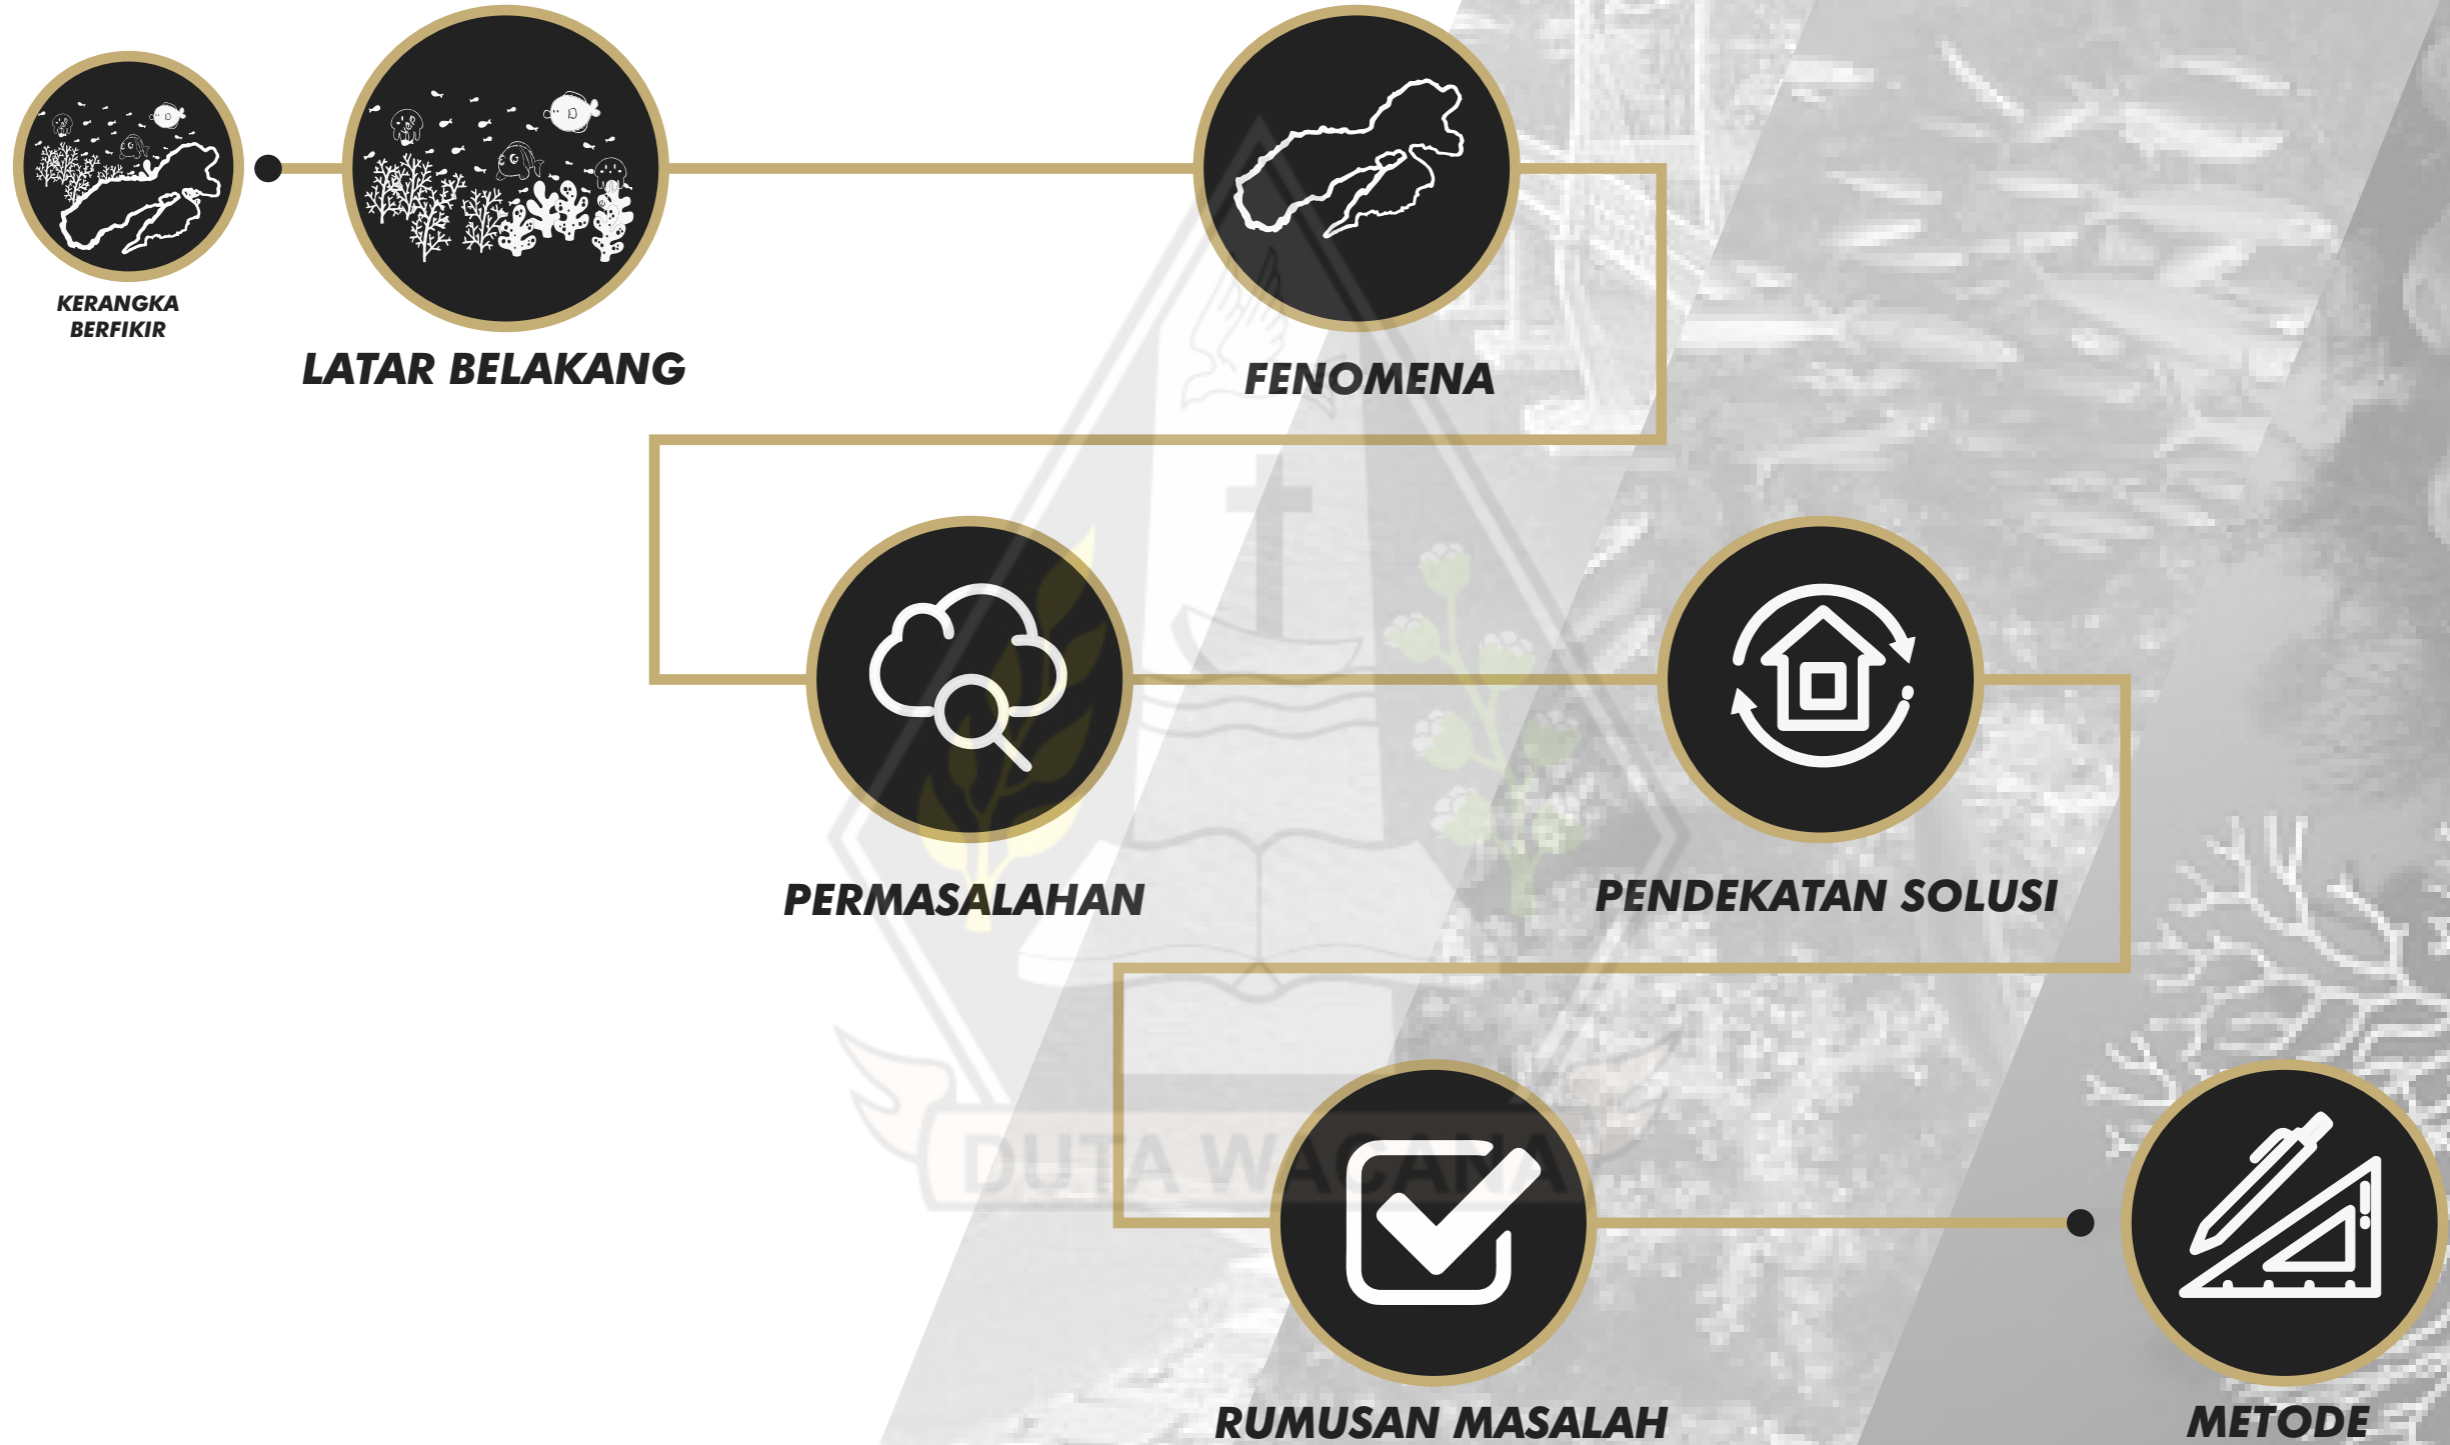 KERANGKA
BERFIKIR
LATAR BELAKANG
FENOMENA
PERMASALAHAN
PENDEKATAN SOLUSI
DUTA WACANA
RUMUSAN MASALAH
METODE